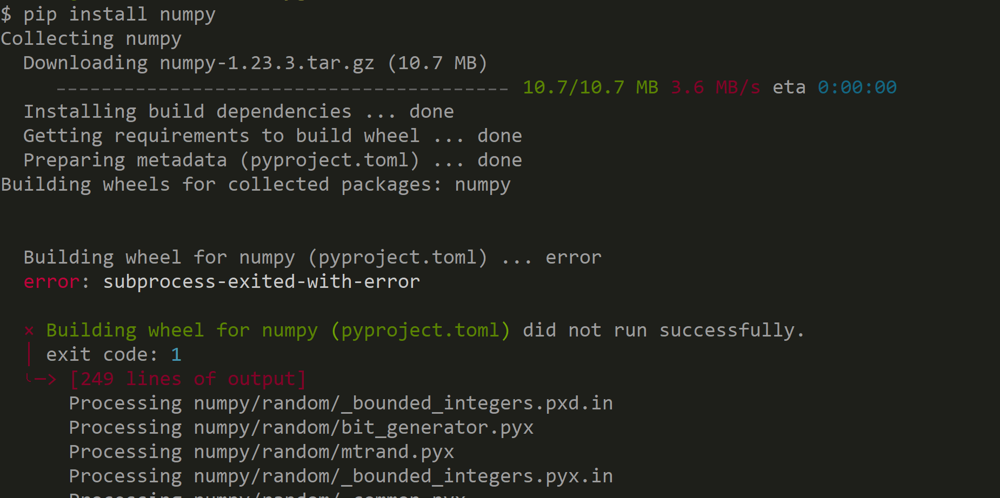 $ pip install numpy
Collecting numpy
  Downloading numpy-1.23.3.tar.gz (10.7 MB)
     ---------------------------------------- 10.7/10.7 MB 3.6 MB/s eta 0:00:00
  Installing build dependencies ... done
  Getting requirements to build wheel ... done
  Preparing metadata (pyproject.toml) ... done
Building wheels for collected packages: numpy
  Building wheel for numpy (pyproject.toml) ... error
  error: subprocess-exited-with-error
  × Building wheel for numpy (pyproject.toml) did not run successfully.
  │ exit code: 1
  ╰─> [249 lines of output]
      Processing numpy/random/_bounded_integers.pxd.in
      Processing numpy/random/bit_generator.pyx
      Processing numpy/random/mtrand.pyx
      Processing numpy/random/_bounded_integers.pyx.in
      Processing numpy/random/_common.pyx